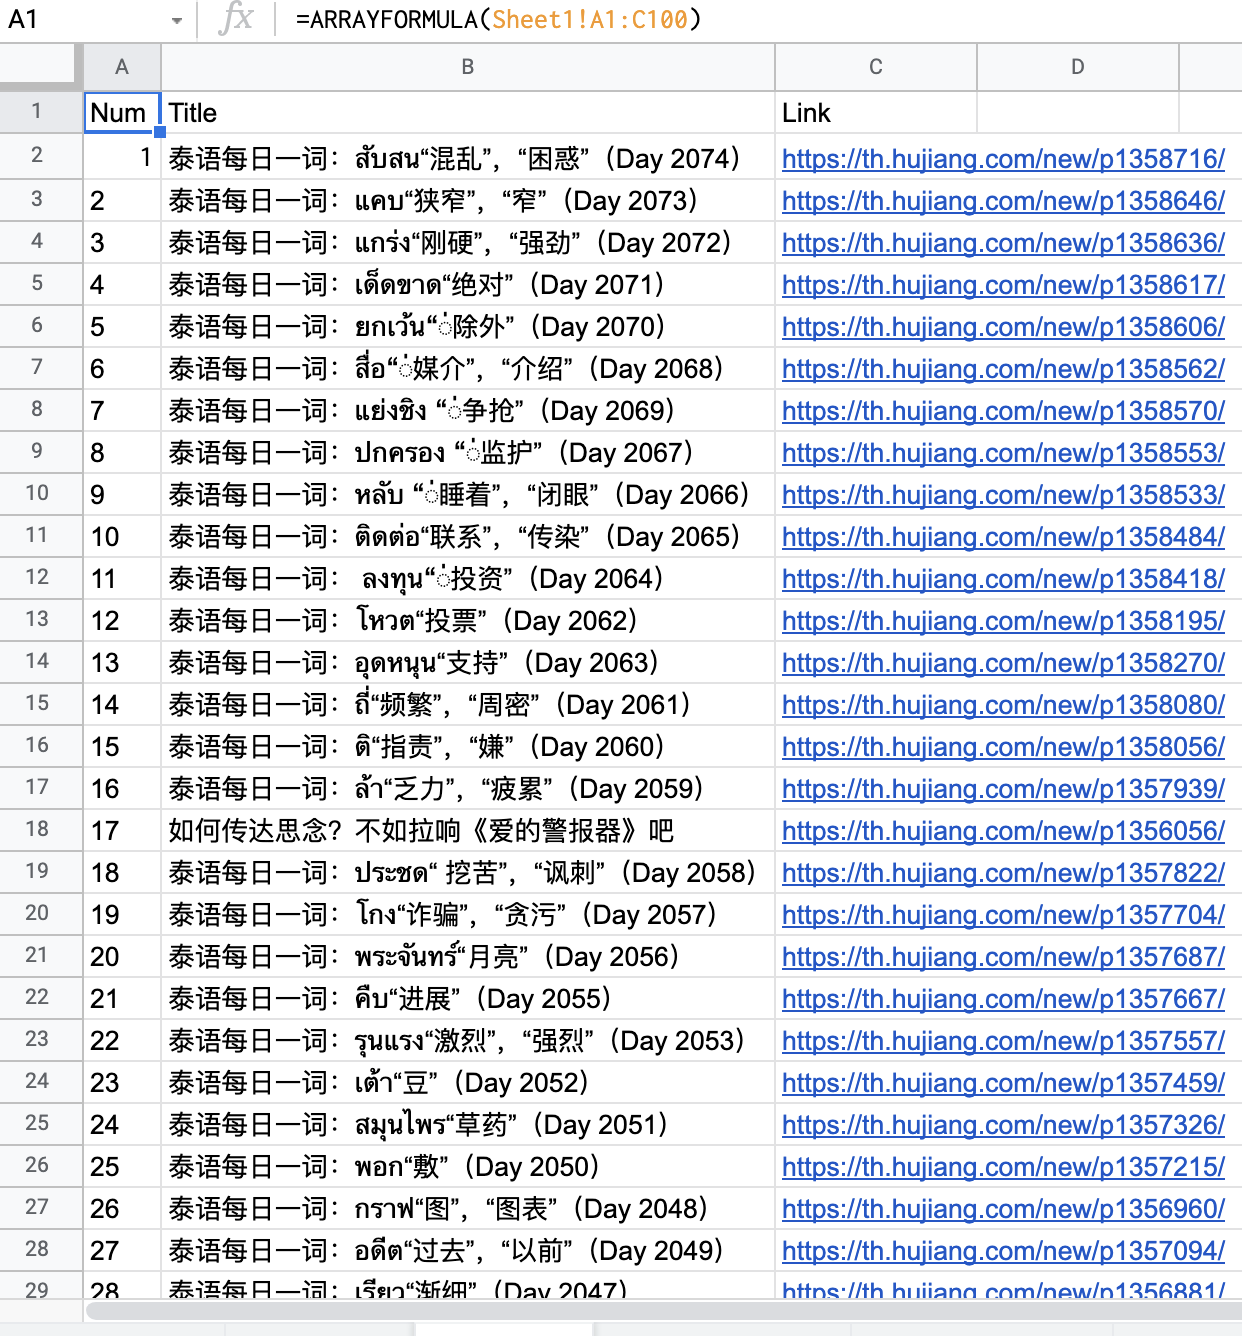 A1 fx =ARRAYFORMULA(Sheet1!A1:C100)
A B C D
1 Num Title Link
2 1 泰语每日一词：สับสน“混乱”，“困惑”（Day 2074） https://th.hujiang.com/new/p1358716/
3 2 泰语每日一词：แคบ“狭窄”，“窄”（Day 2073） https://th.hujiang.com/new/p1358646/
4 3 泰语每日一词：แกร่ง“刚硬”，“强劲”（Day 2072） https://th.hujiang.com/new/p1358636/
5 4 泰语每日一词：เด็ดขาด“绝对”（Day 2071） https://th.hujiang.com/new/p1358617/
6 5 泰语每日一词：ยกเว้น“่除外”（Day 2070） https://th.hujiang.com/new/p1358606/
7 6 泰语每日一词：สื่อ“่媒介”，“介绍”（Day 2068） https://th.hujiang.com/new/p1358562/
8 7 泰语每日一词：แย่งชิง “่争抢”（Day 2069） https://th.hujiang.com/new/p1358570/
9 8 泰语每日一词：ปกครอง “่监护”（Day 2067） https://th.hujiang.com/new/p1358553/
10 9 泰语每日一词：หลับ “่睡着”，“闭眼”（Day 2066） https://th.hujiang.com/new/p1358533/
11 10 泰语每日一词：ติดต่อ“联系”，“传染”（Day 2065） https://th.hujiang.com/new/p1358484/
12 11 泰语每日一词： ลงทุน“่投资”（Day 2064） https://th.hujiang.com/new/p1358418/
13 12 泰语每日一词：โหวต“投票”（Day 2062） https://th.hujiang.com/new/p1358195/
14 13 泰语每日一词：อุดหนุน“支持”（Day 2063） https://th.hujiang.com/new/p1358270/
15 14 泰语每日一词：ถี่“频繁”，“周密”（Day 2061） https://th.hujiang.com/new/p1358080/
16 15 泰语每日一词：ติ“指责”，“嫌”（Day 2060） https://th.hujiang.com/new/p1358056/
17 16 泰语每日一词：ล้า“乏力”，“疲累”（Day 2059） https://th.hujiang.com/new/p1357939/
18 17 如何传达思念？不如拉响《爱的警报器》吧 https://th.hujiang.com/new/p1356056/
19 18 泰语每日一词：ประชด“ 挖苦”，“讽刺”（Day 2058） https://th.hujiang.com/new/p1357822/
20 19 泰语每日一词：โกง“诈骗”，“贪污”（Day 2057） https://th.hujiang.com/new/p1357704/
21 20 泰语每日一词：พระจันทร์“月亮”（Day 2056） https://th.hujiang.com/new/p1357687/
22 21 泰语每日一词：คืบ“进展”（Day 2055） https://th.hujiang.com/new/p1357667/
23 22 泰语每日一词：รุนแรง“激烈”，“强烈”（Day 2053） https://th.hujiang.com/new/p1357557/
24 23 泰语每日一词：เต้า“豆”（Day 2052） https://th.hujiang.com/new/p1357459/
25 24 泰语每日一词：สมุนไพร“草药”（Day 2051） https://th.hujiang.com/new/p1357326/
26 25 泰语每日一词：พอก“敷”（Day 2050） https://th.hujiang.com/new/p1357215/
27 26 泰语每日一词：กราฟ“图”，“图表”（Day 2048） https://th.hujiang.com/new/p1356960/
28 27 泰语每日一词：อดีต“过去”，“以前”（Day 2049） https://th.hujiang.com/new/p1357094/
29 28 泰语每日一词：เรียว“渐细”（Day 2047） https://th.hujiang.com/new/p1356881/